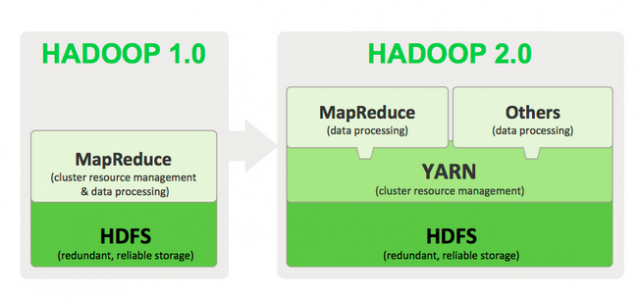 HADOOP 1.0
MapReduce
(cluster resource management
& data processing)
HDFS
(redundant, reliable storage)
HADOOP 2.0
MapReduce
(data processing)
Others
(data processing)
YARN
(cluster resource management)
HDFS
(redundant, reliable storage)